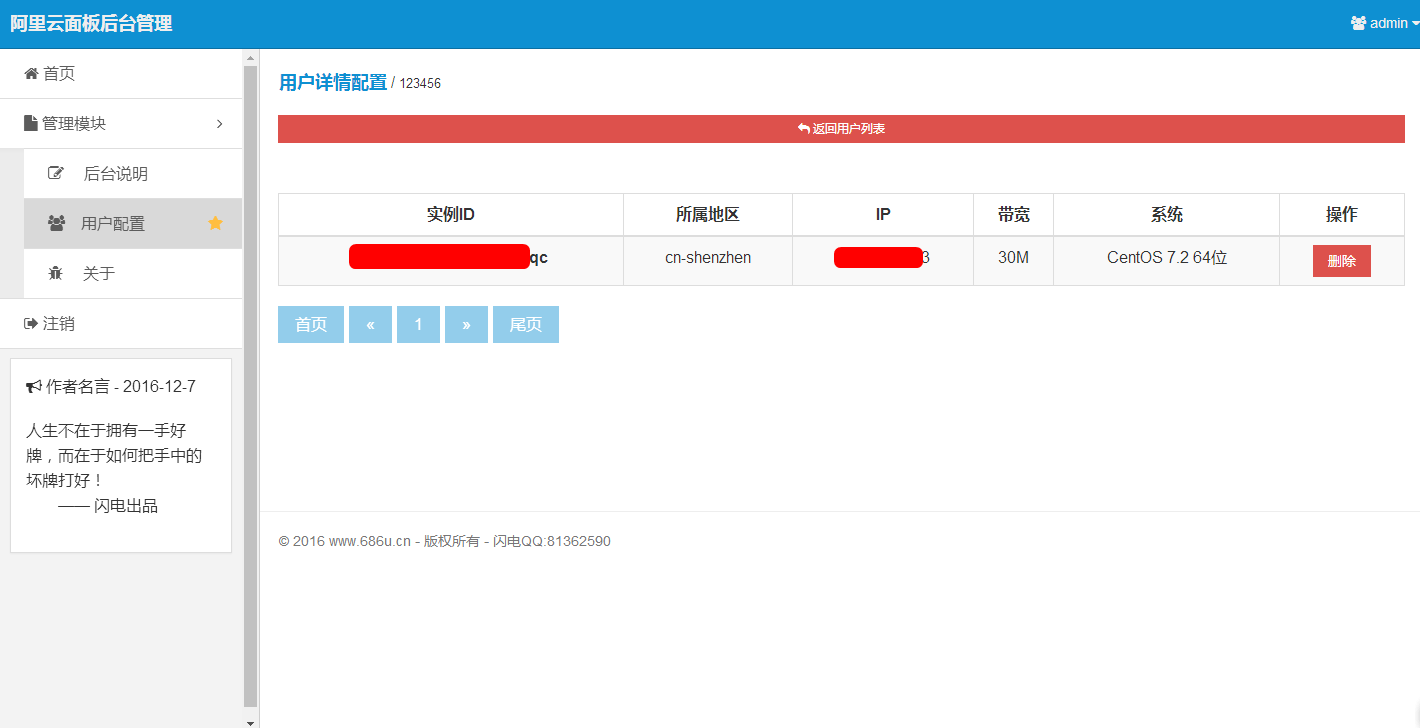 阿里云面板后台管理
admin
首页
管理模块
后台说明
用户配置
关于
注销
作者名言 - 2016-12-7
人生不在于拥有一手好
牌，而在于如何把手中的
坏牌打好！
—— 闪电出品
用户详情配置 / 123456
返回用户列表
实例ID 所属地区 IP 带宽 系统 操作
qc cn-shenzhen 3 30M CentOS 7.2 64位 删除
首页 « 1 » 尾页
© 2016 www.686u.cn - 版权所有 - 闪电QQ:81362590